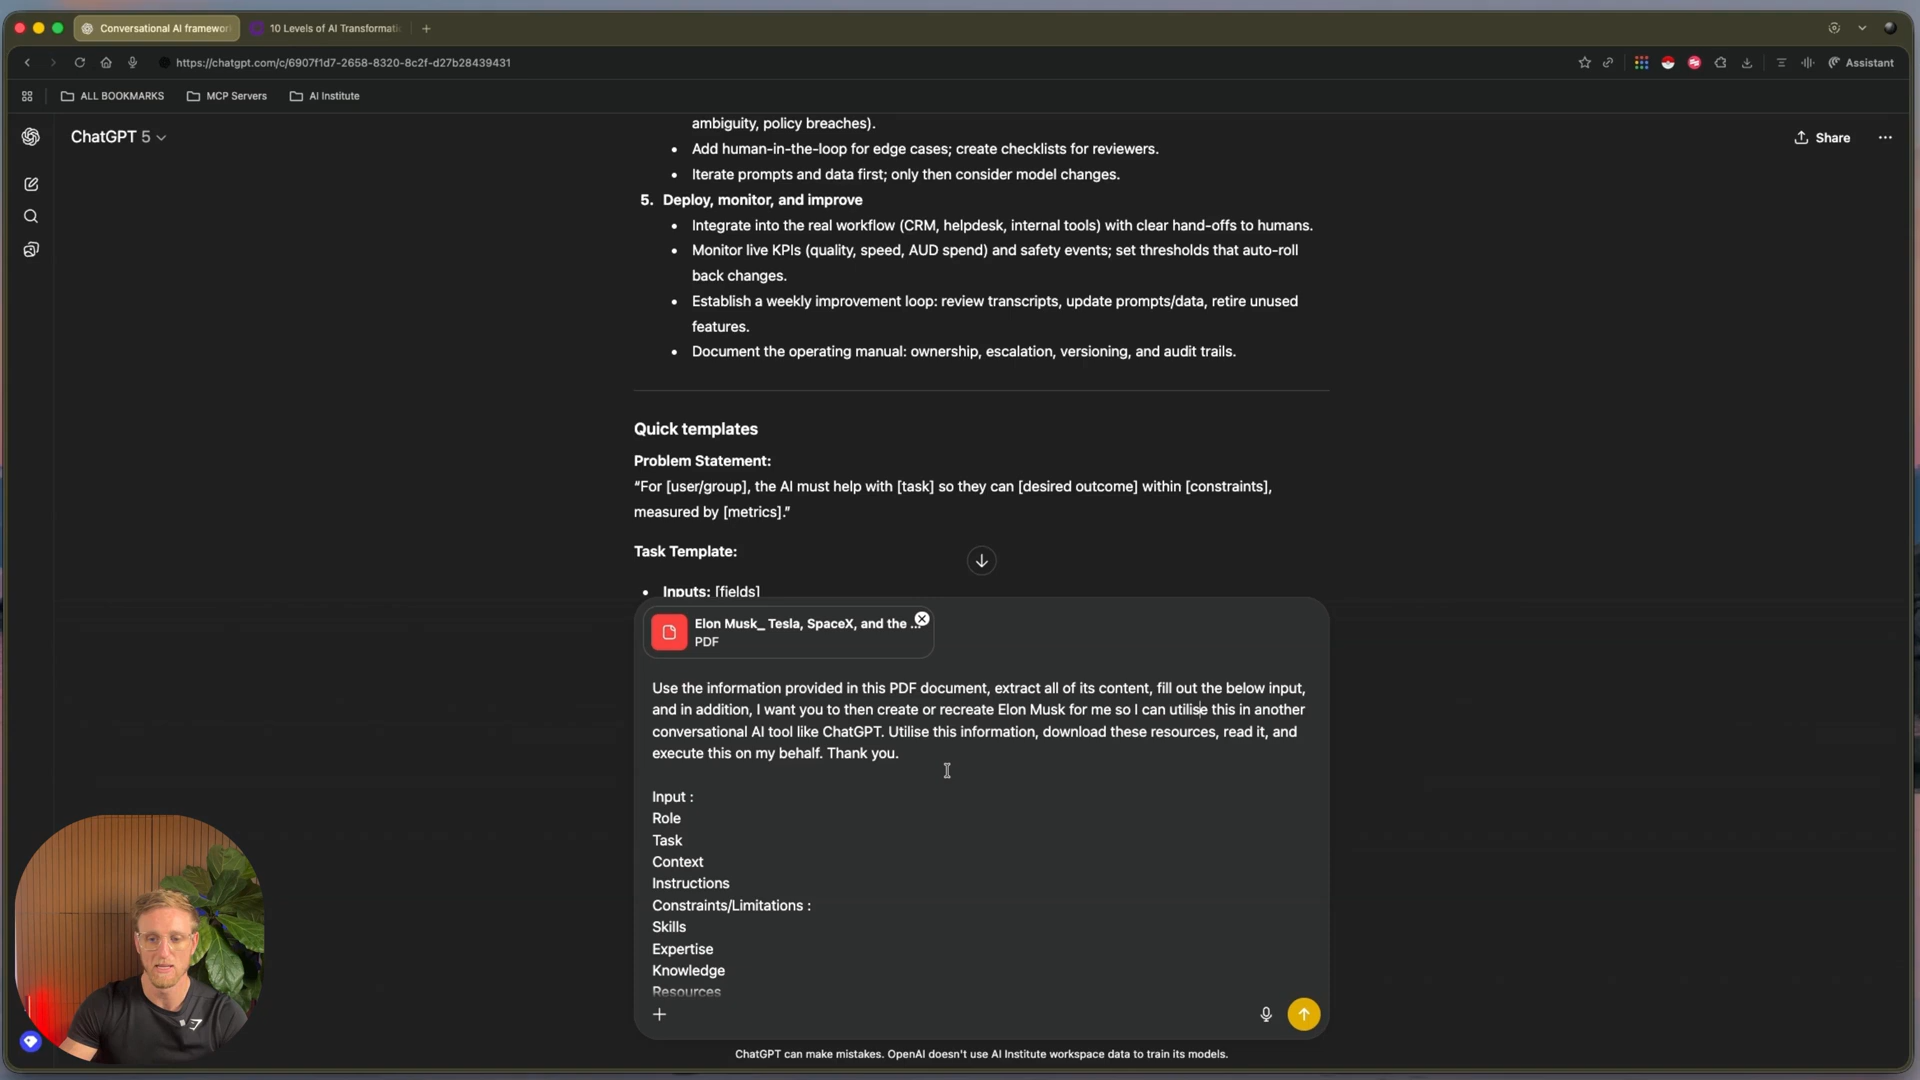 Conversational AI framewor
10 Levels of AI Transformati
https://chatgpt.com/c/6907f1d7-2658-8320-8c2f-d27b28439431
Assistant
ALL BOOKMARKS
MCP Servers
AI Institute
ChatGPT 5
Share
ambiguity, policy breaches).
• Add human-in-the-loop for edge cases; create checklists for reviewers.
• Iterate prompts and data first; only then consider model changes.
5. Deploy, monitor, and improve
• Integrate into the real workflow (CRM, helpdesk, internal tools) with clear hand-offs to humans.
• Monitor live KPIs (quality, speed, AUD spend) and safety events; set thresholds that auto-roll
back changes.
• Establish a weekly improvement loop: review transcripts, update prompts/data, retire unused
features.
• Document the operating manual: ownership, escalation, versioning, and audit trails.
Quick templates
Problem Statement:
“For [user/group], the AI must help with [task] so they can [desired outcome] within [constraints],
measured by [metrics].”
Task Template:
• Inputs: [fields]
Elon Musk_ Tesla, SpaceX, and the ...
PDF
Use the information provided in this PDF document, extract all of its content, fill out the below input,
and in addition, I want you to then create or recreate Elon Musk for me so I can utilise this in another
conversational AI tool like ChatGPT. Utilise this information, download these resources, read it, and
execute this on my behalf. Thank you.
Input :
Role
Task
Context
Instructions
Constraints/Limitations :
Skills
Expertise
Knowledge
Resources
ChatGPT can make mistakes. OpenAI doesn't use AI Institute workspace data to train its models.